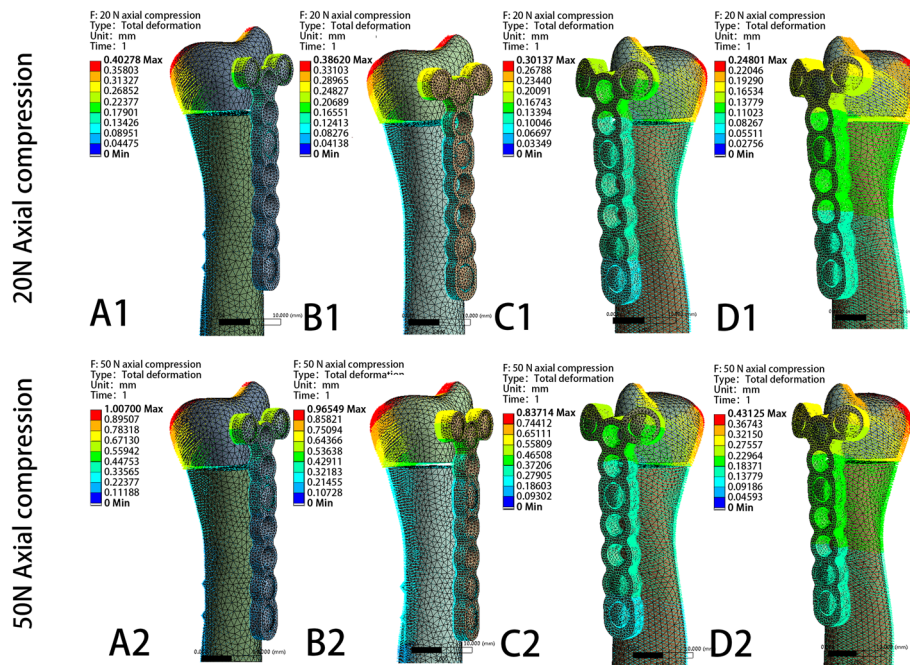 20N Axial compression
F: 20 N axial compression
Type: Total deformation
Unit: mm
Time: 1
0.40278 Max
0.35803
0.31327
0.26852
0.22377
0.17901
0.13426
0.08951
0.04475
0 Min
A1
10.000 (mm)
F: 20 N axial compression
Type: Total deformation
Unit: mm
Time: 1
0.38620 Max
0.33103
0.28965
0.24827
0.20689
0.16551
0.12413
0.08276
0.04138
0 Min
B1
F: 20 N axial compression
Type: Total deformation
Unit: mm
Time: 1
0.30137 Max
0.26788
0.23440
0.20091
0.16743
0.13394
0.10046
0.06697
0.03349
0 Min
C1
F: 20 N axial compression
Type: Total deformation
Unit: mm
Time: 1
0.24801 Max
0.22046
0.19290
0.16534
0.13779
0.11023
0.08267
0.05511
0.02756
0 Min
D1
50N Axial compression
F: 50 N axial compression
Type: Total deformation
Unit: mm
Time: 1
1.00700 Max
0.89507
0.78318
0.67130
0.55942
0.44753
0.33565
0.22377
0.11188
0 Min
A2
F: 50 N axial compression
Type: Total deformation
Unit: mm
Time: 1
0.96549 Max
0.85821
0.75094
0.64366
0.53638
0.42911
0.32183
0.21455
0.10728
0 Min
B2
F: 50 N axial compression
Type: Total deformation
Unit: mm
Time: 1
0.83714 Max
0.74412
0.65111
0.55809
0.46508
0.37206
0.27905
0.18603
0.09302
0 Min
C2
F: 50 N axial compression
Type: Total deformation
Unit: mm
Time: 1
0.43125 Max
0.36743
0.32150
0.27557
0.22964
0.18371
0.13779
0.09186
0.04593
0 Min
D2